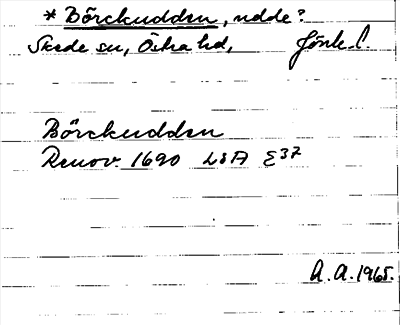 * Börckudden, udde?
Skede sn, Östra hd, Jönk. l.
Börckudden
Renov. 1690 LSA E37
A.A. 1965.